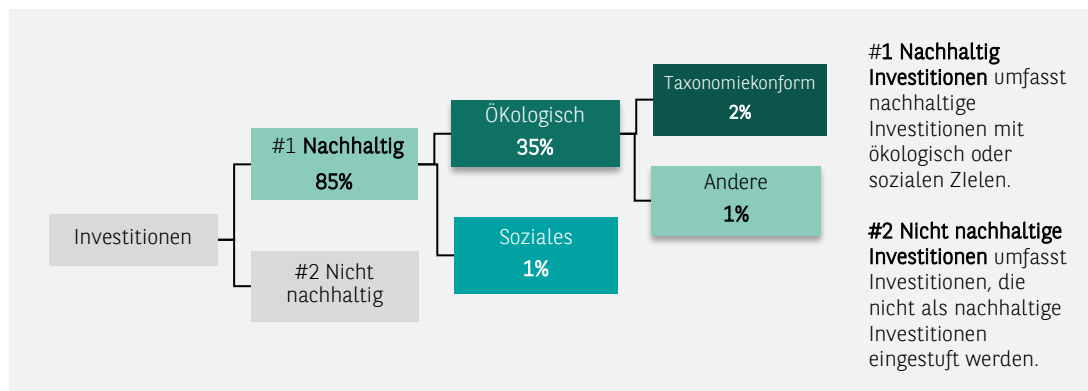 Investitionen
#1 Nachhaltig
85%
#2 Nicht
nachhaltig
ÖKologisch
35%
Soziales
1%
Taxonomiekonform
2%
Andere
1%
#1 Nachhaltig
Investitionen umfasst
nachhaltige
Investitionen mit
ökologisch oder
sozialen ZIelen.
#2 Nicht nachhaltige
Investitionen umfasst
Investitionen, die
nicht als nachhaltige
Investitionen
eingestuft werden.